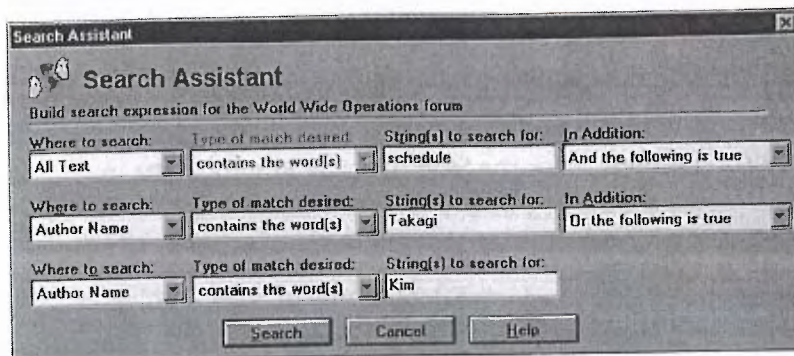 Search Assistant
Search Assistant
Build search expression for the World Wide Operations forum
Where to search: Type of match desired: String(s) to search for: In Addition:
All Text contains the word(s) schedule And the following is true
Where to search: Type of match desired: String(s) to search for: In Addition:
Author Name contains the word(s) Takagi Or the following is true
Where to search: Type of match desired: String(s) to search for:
Author Name contains the word(s) Kim
Search Cancel Help